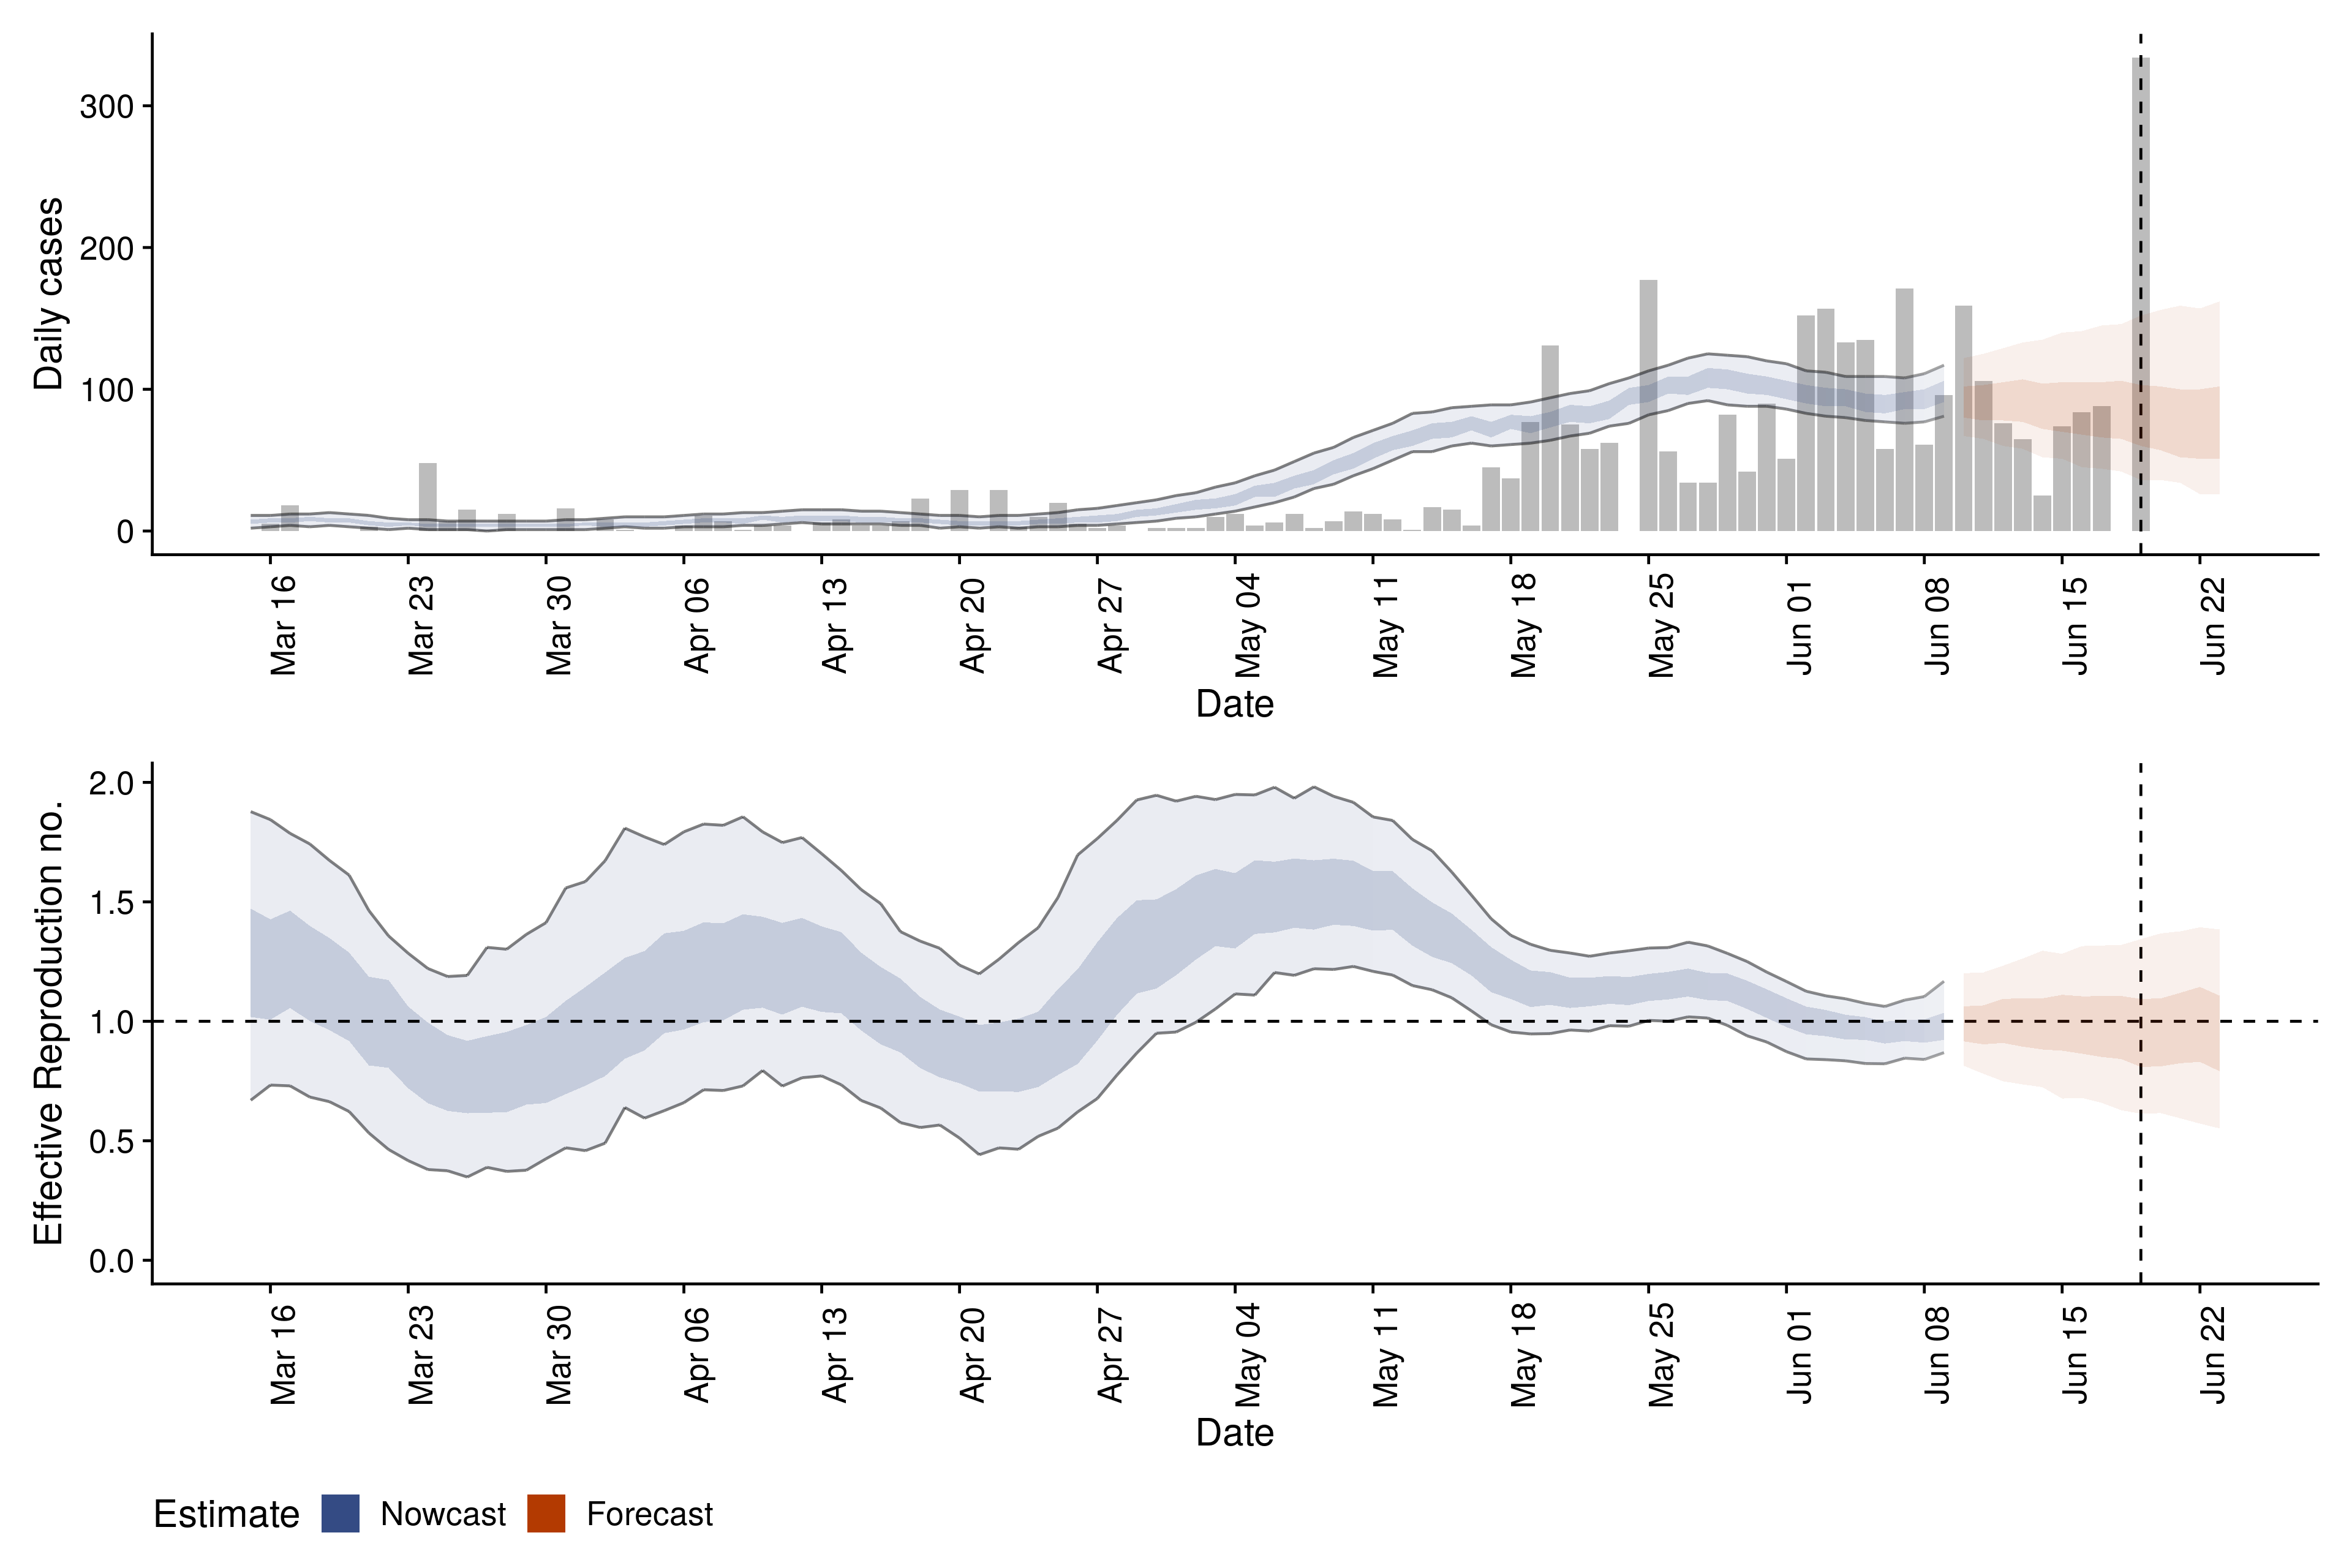 Daily cases
300
200
100
0
Mar 16
Mar 23
Mar 30
Apr 06
Apr 13
Apr 20
Apr 27
May 04
May 11
May 18
May 25
Jun 01
Jun 08
Jun 15
Jun 22
Date
Effective Reproduction no.
2.0
1.5
1.0
0.5
0.0
Mar 16
Mar 23
Mar 30
Apr 06
Apr 13
Apr 20
Apr 27
May 04
May 11
May 18
May 25
Jun 01
Jun 08
Jun 15
Jun 22
Date
Estimate Nowcast Forecast